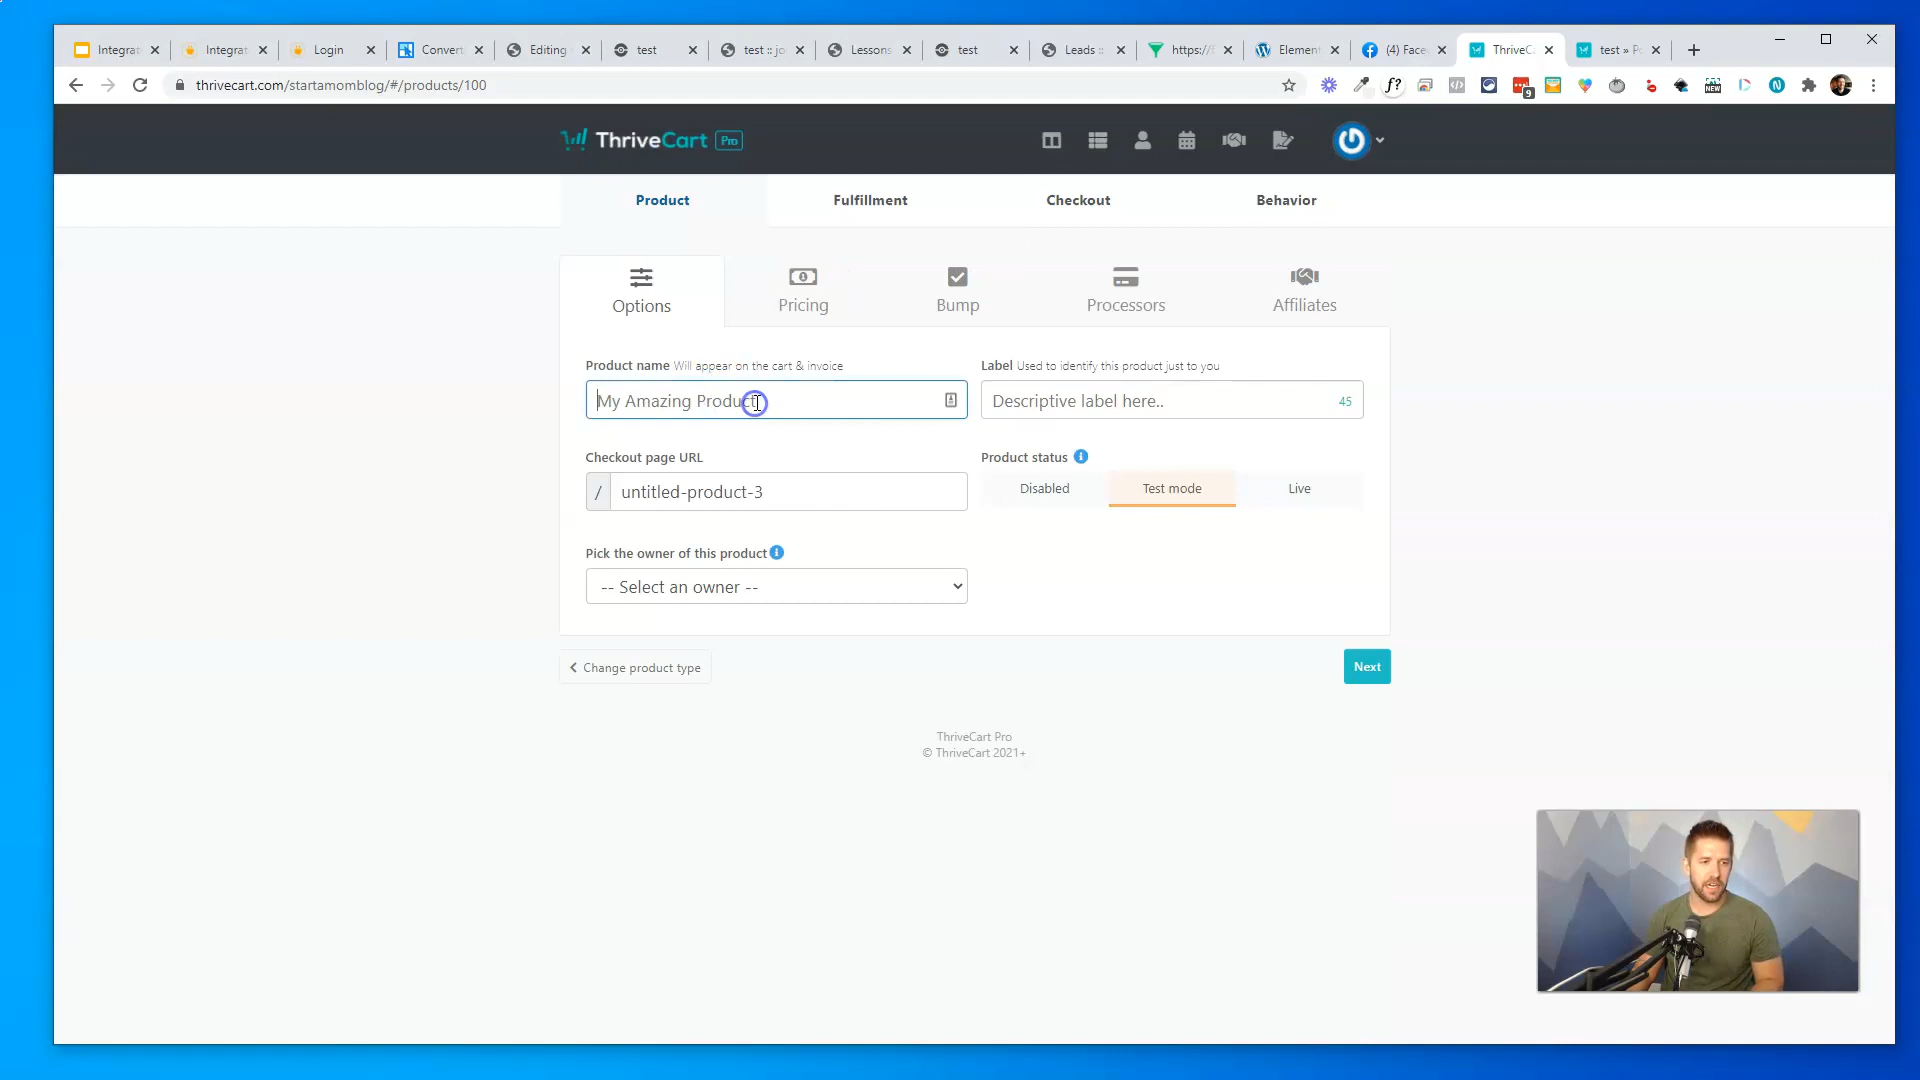 Integrat
Integrat
Login
Convert
Editing
test
test :: jo
Lessons
test
Leads ::
https://f
Element
(4) Face
ThriveCa
test » Po
thrivecart.com/startamomblog/#/products/100
f?
9
NEW
N
ThriveCart Pro
Product
Fulfillment
Checkout
Behavior
Options
Pricing
Bump
Processors
Affiliates
Product name Will appear on the cart & invoice
Label Used to identify this product just to you
My Amazing Product
Descriptive label here..
45
Checkout page URL
Product status
/ untitled-product-3
Disabled
Test mode
Live
Pick the owner of this product
-- Select an owner --
Change product type
Next
ThriveCart Pro
© ThriveCart 2021+